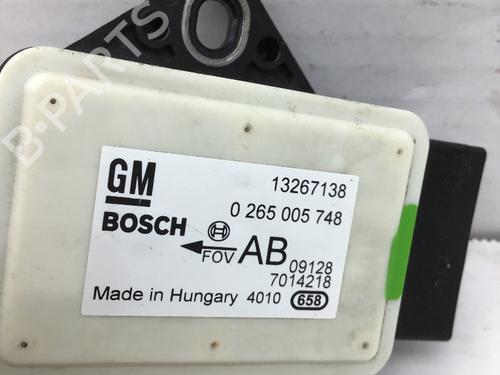 B-PARTS
GM 13267138
BOSCH 0 265 005 748
FOV AB 09128
7014218
Made in Hungary 4010 658